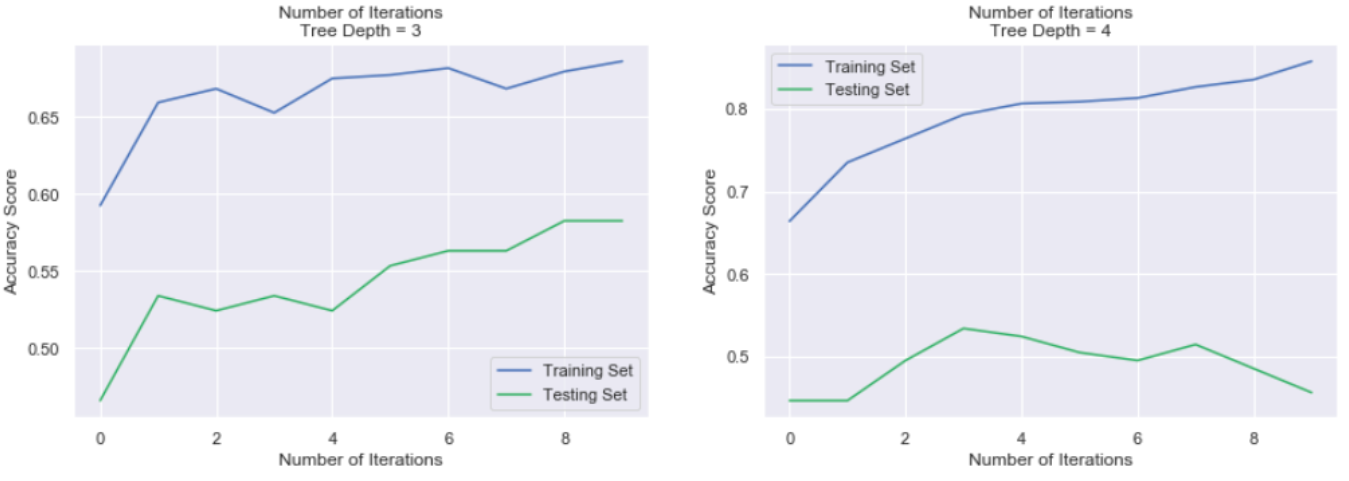 Number of Iterations
Tree Depth = 3
Accuracy Score
0.65
0.60
0.55
0.50
Training Set
Testing Set
0
2
4
6
8
Number of Iterations
Number of Iterations
Tree Depth = 4
Accuracy Score
0.8
0.7
0.6
0.5
Training Set
Testing Set
0
2
4
6
8
Number of Iterations